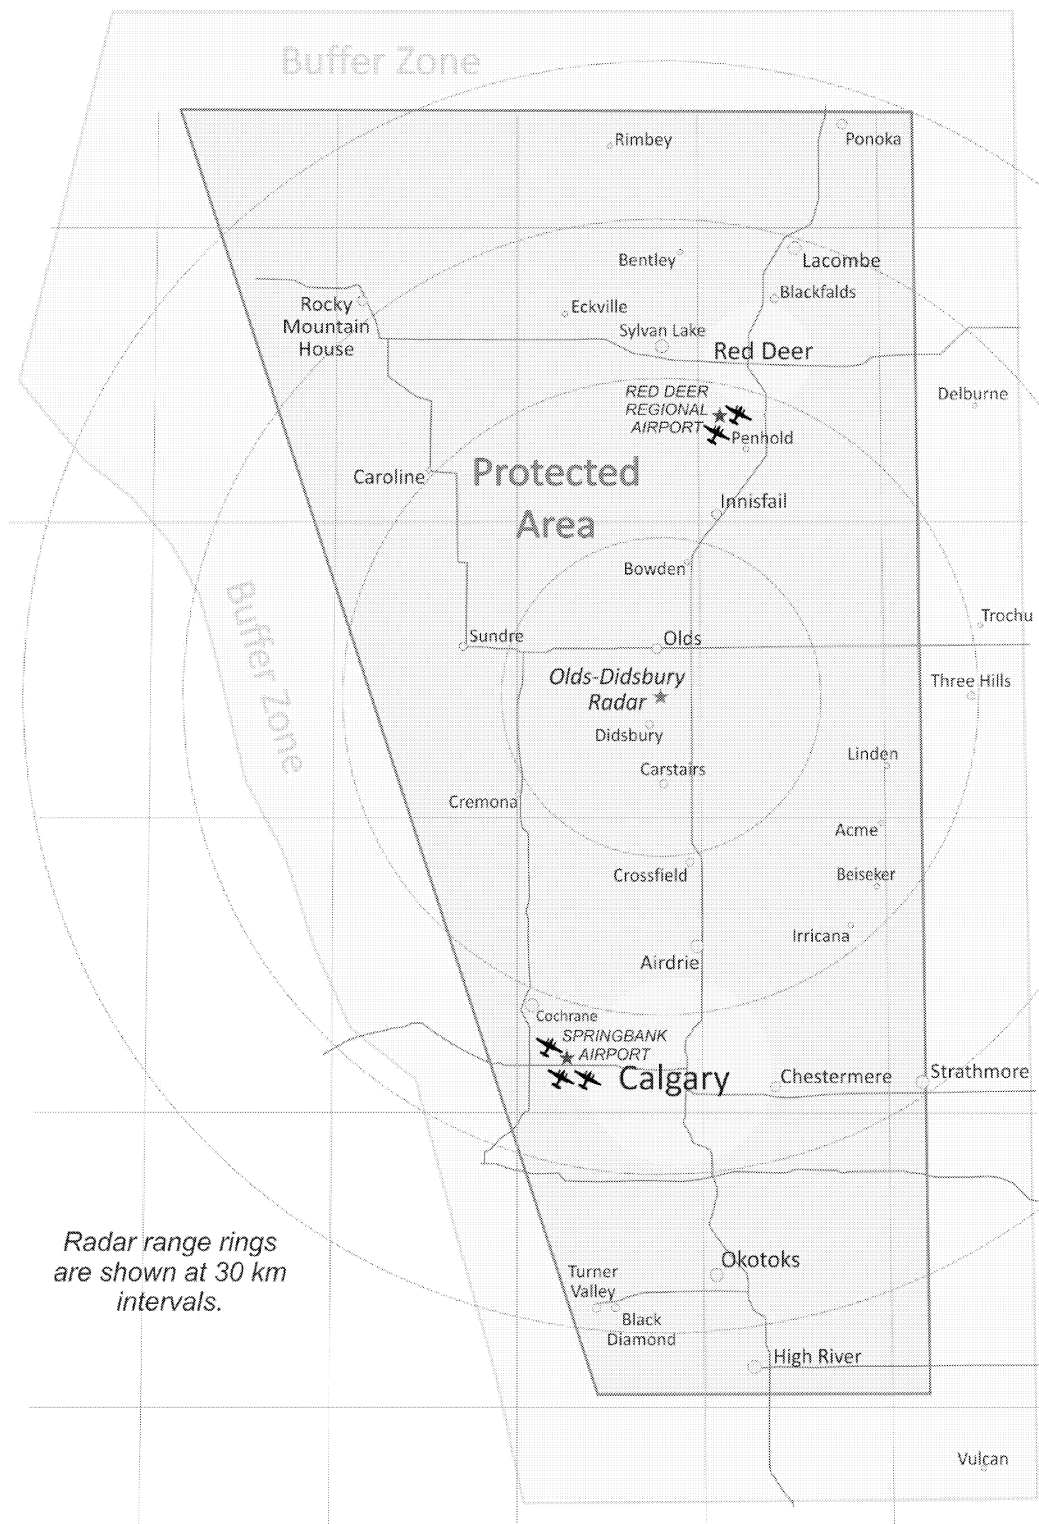 Buffer Zone
Rimbey
Ponoka
Bentley
Lacombe
Blackfalds
Rocky
Mountain
House
Eckville
Sylvan Lake
Red Deer
RED DEER
REGIONAL
AIRPORT
Delburne
Penhold
Caroline
Protected
Area
Innisfail
Bowden
Buffer Zone
Trochu
Sundre
Olds
Olds-Didsbury
Radar
Three Hills
Didsbury
Linden
Carstairs
Cremona
Acme
Crossfield
Beiseker
Irricana
Airdrie
Cochrane
SPRINGBANK
AIRPORT
Calgary
Chestermere
Strathmore
Radar range rings
are shown at 30 km
intervals.
Okotoks
Turner
Valley
Black
Diamond
High River
Vulcan